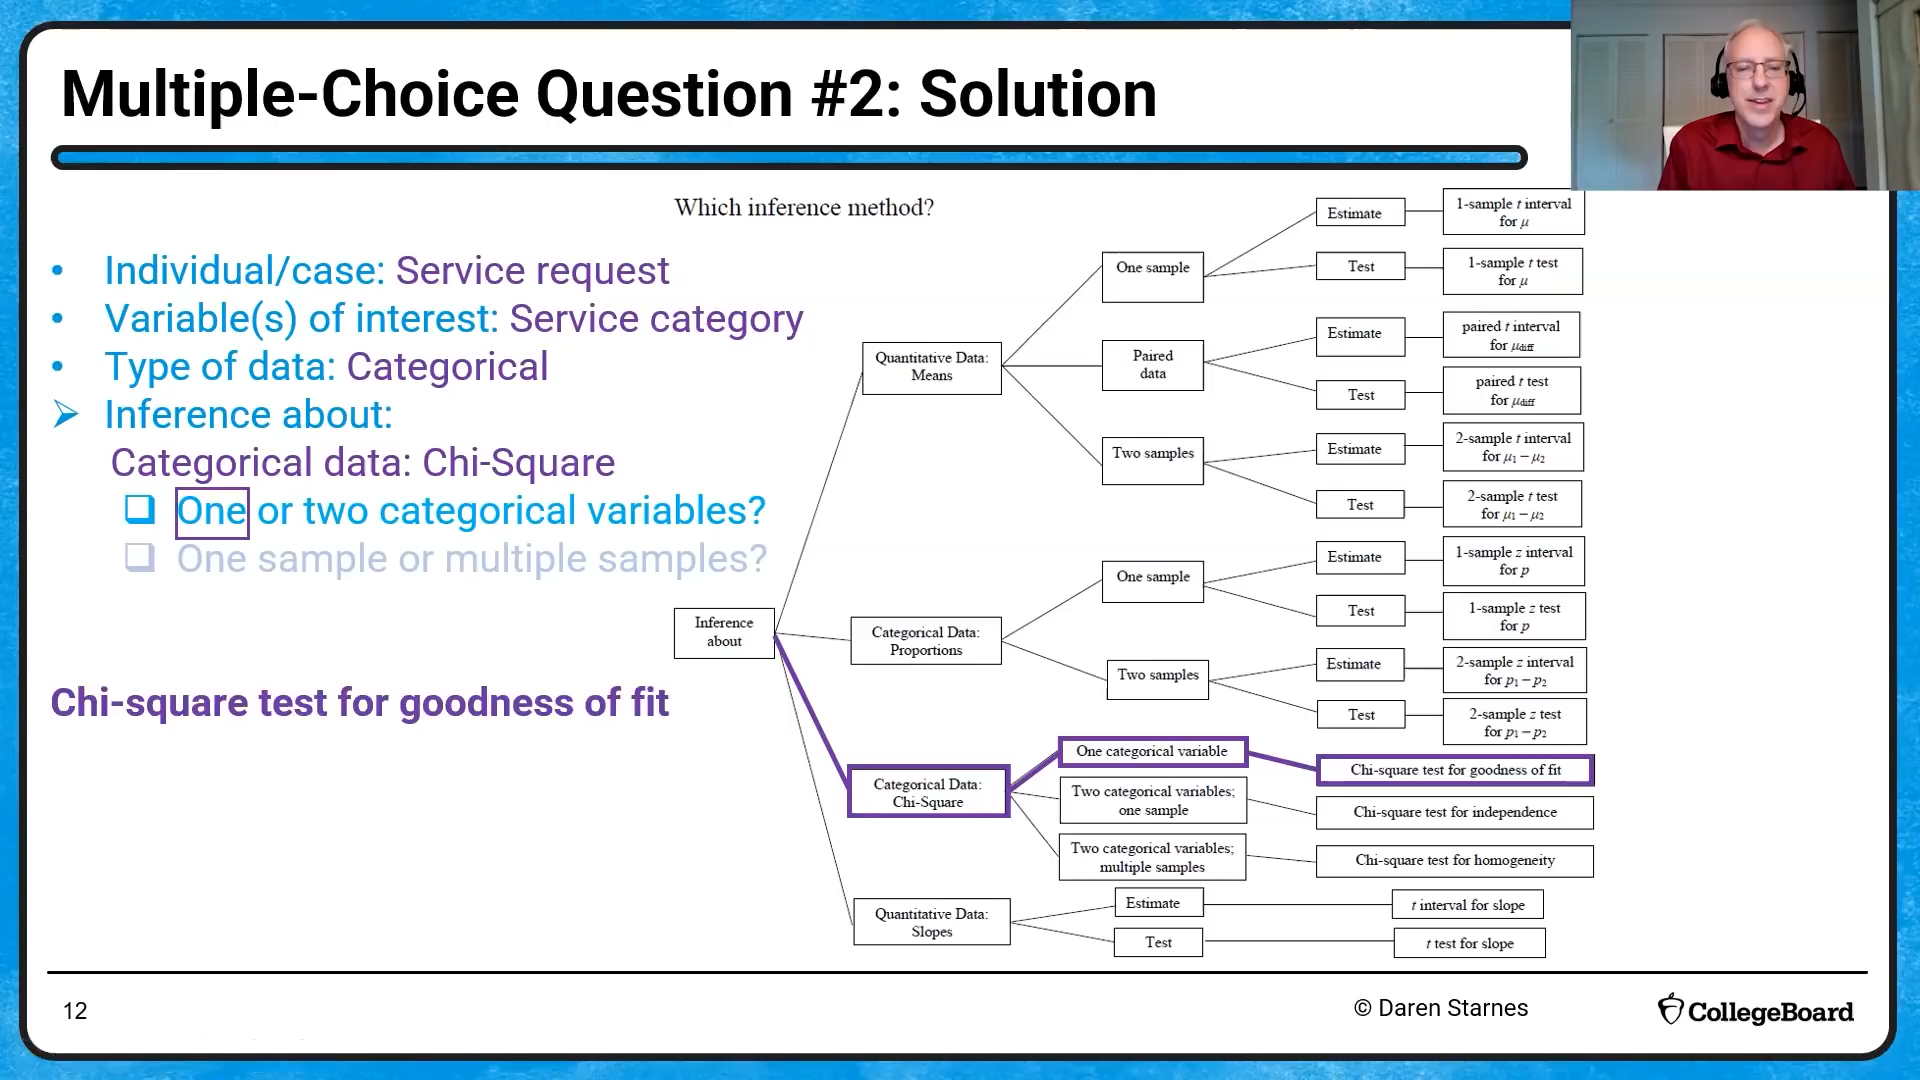 Multiple-Choice Question #2: Solution
Which inference method?
• Individual/case: Service request
• Variable(s) of interest: Service category
• Type of data: Categorical
➢ Inference about:
Categorical data: Chi-Square
❑ One or two categorical variables?
❑ One sample or multiple samples?
Chi-square test for goodness of fit
Inference
about
Quantitative Data:
Means
One sample
Estimate
1-sample t interval
for μ
Test
1-sample t test
for μ
Paired
data
Estimate
paired t interval
for μdiff
Test
paired t test
for μdiff
Two samples
Estimate
2-sample t interval
for μ₁ − μ₂
Test
2-sample t test
for μ₁ − μ₂
Categorical Data:
Proportions
One sample
Estimate
1-sample z interval
for p
Test
1-sample z test
for p
Two samples
Estimate
2-sample z interval
for p₁ − p₂
Test
2-sample z test
for p₁ − p₂
Categorical Data:
Chi-Square
One categorical variable
Chi-square test for goodness of fit
Two categorical variables;
one sample
Chi-square test for independence
Two categorical variables;
multiple samples
Chi-square test for homogeneity
Quantitative Data:
Slopes
Estimate
t interval for slope
Test
t test for slope
12
© Daren Starnes
CollegeBoard